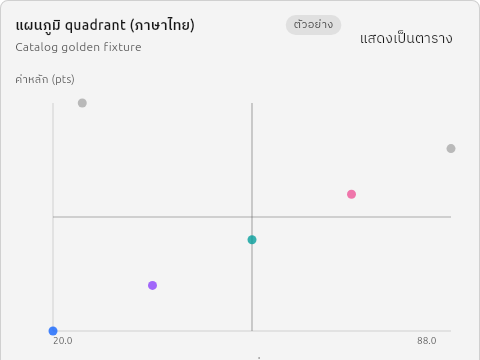 แผนภูมิ quadrant (ภาษาไทย)
ตัวอย่าง
แสดงเป็นตาราง
Catalog golden fixture
ค่าหลัก (pts)
20.0
88.0